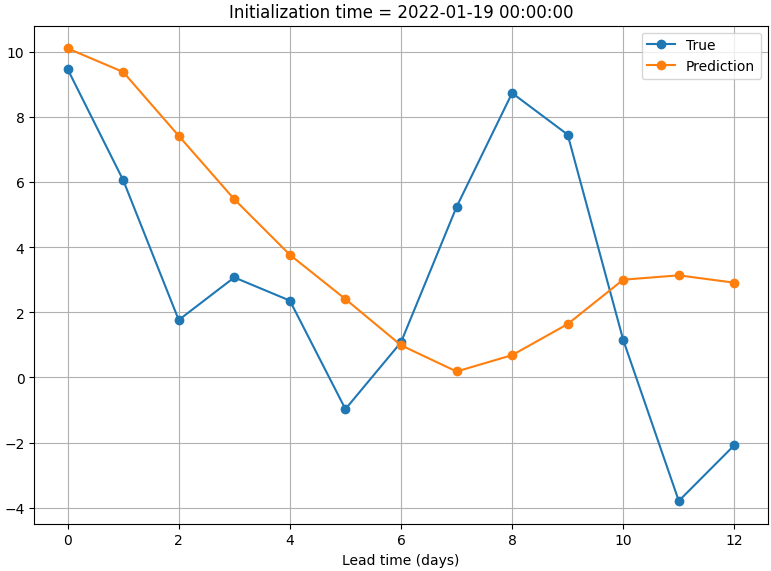 Initialization time = 2022-01-19 00:00:00
True
Prediction
10
8
6
4
2
0
−2
−4
0 2 4 6 8 10 12
Lead time (days)